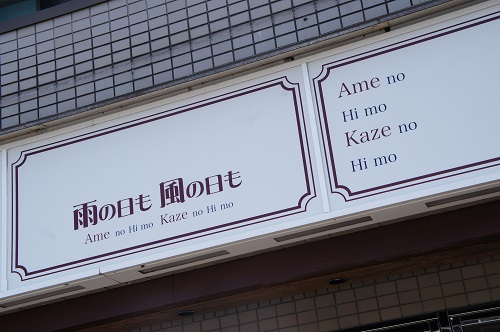 雨の日も 風の日も
Ame no Hi mo Kaze no Hi mo
Ame no
Hi mo
Kaze no
Hi mo